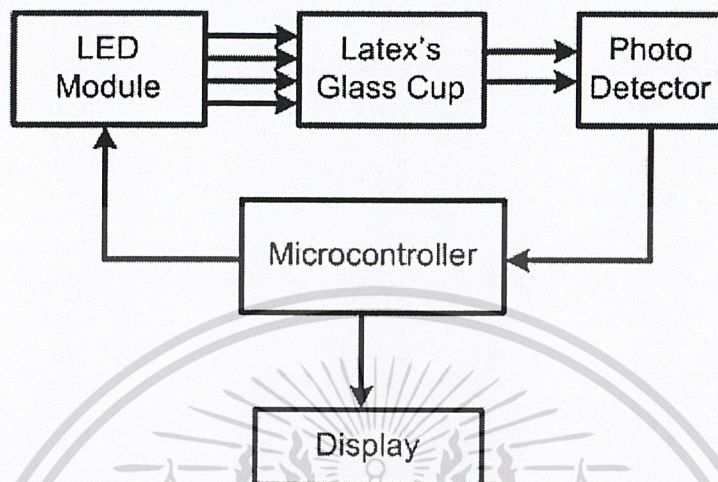 LED
Module
Latex's
Glass Cup
Photo
Detector
Microcontroller
Display